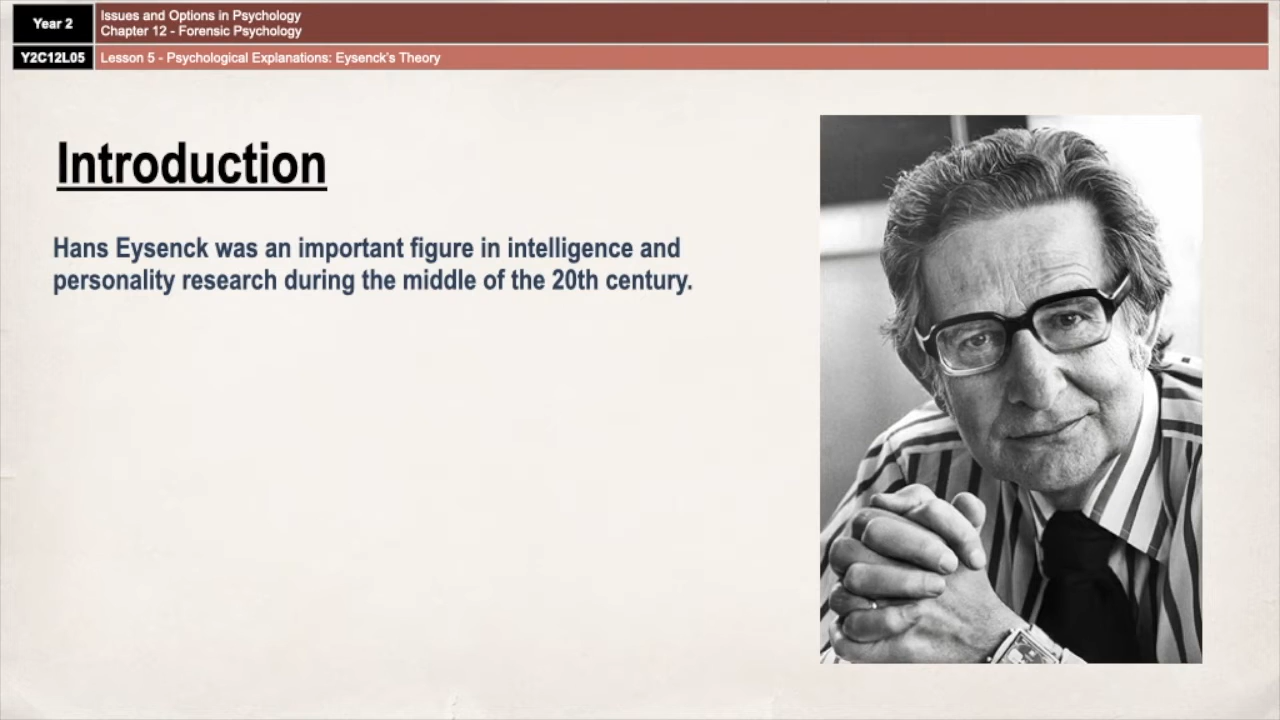 Year 2
Issues and Options in Psychology
Chapter 12 - Forensic Psychology
Y2C12L05
Lesson 5 - Psychological Explanations: Eysenck's Theory
Introduction
Hans Eysenck was an important figure in intelligence and
personality research during the middle of the 20th century.